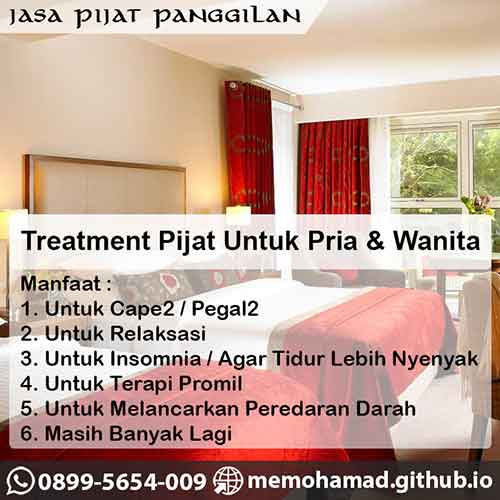 JASA PIJAT PANGGILAN
Treatment Pijat Untuk Pria & Wanita
Manfaat :
1. Untuk Cape2 / Pegal2
2. Untuk Relaksasi
3. Untuk Insomnia / Agar Tidur Lebih Nyenyak
4. Untuk Terapi Promil
5. Untuk Melancarkan Peredaran Darah
6. Masih Banyak Lagi
0899-5654-009 memohamad.github.io